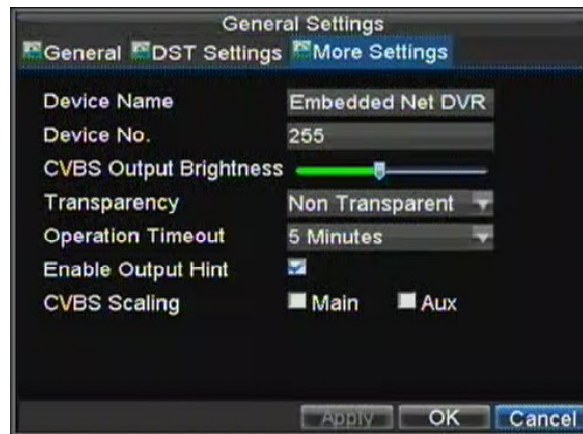 General Settings
General DST Settings More Settings
Device Name Embedded Net DVR
Device No. 255
CVBS Output Brightness
Transparency Non Transparent
Operation Timeout 5 Minutes
Enable Output Hint
CVBS Scaling Main Aux
Apply OK Cancel